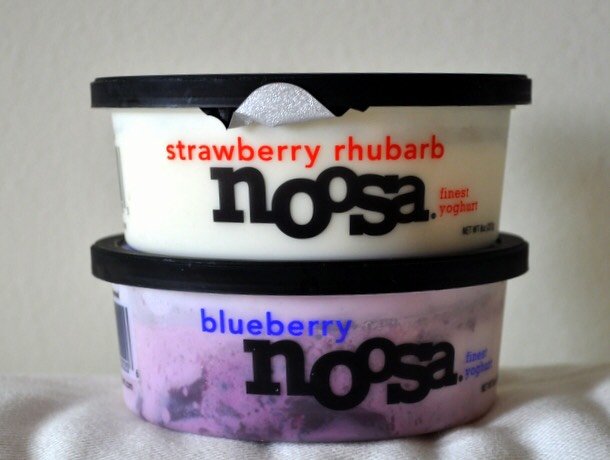 strawberry rhubarb
noosa.
finest
yoghurt
blueberry
noosa.
finest
yoghurt